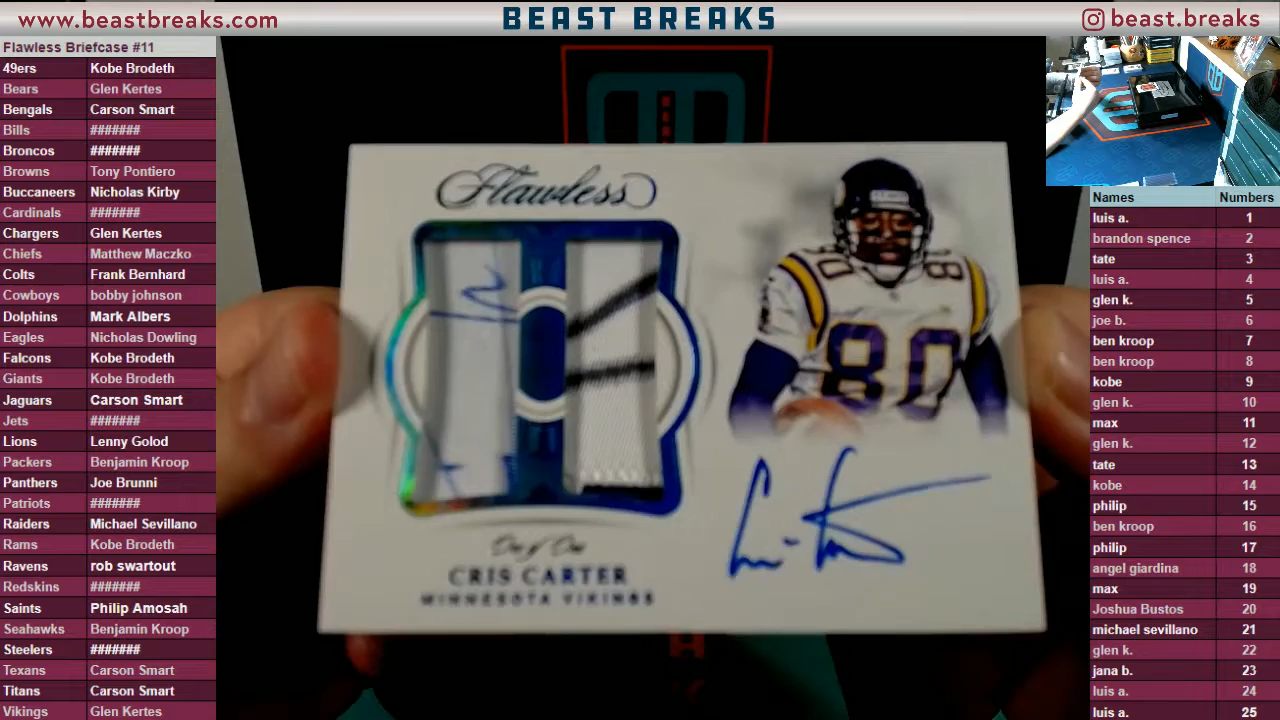 www.beastbreaks.com
BEAST BREAKS
beast.breaks
Flawless Briefcase #11
49ers Kobe Brodeth
Bears Glen Kertes
Bengals Carson Smart
Bills #######
Broncos #######
Browns Tony Pontiero
Buccaneers Nicholas Kirby
Cardinals #######
Chargers Glen Kertes
Chiefs Matthew Maczko
Colts Frank Bernhard
Cowboys bobby johnson
Dolphins Mark Albers
Eagles Nicholas Dowling
Falcons Kobe Brodeth
Giants Kobe Brodeth
Jaguars Carson Smart
Jets #######
Lions Lenny Golod
Packers Benjamin Kroop
Panthers Joe Brunni
Patriots #######
Raiders Michael Sevillano
Rams Kobe Brodeth
Ravens rob swartout
Redskins #######
Saints Philip Amosah
Seahawks Benjamin Kroop
Steelers #######
Texans Carson Smart
Titans Carson Smart
Vikings Glen Kertes
Flawless
80
80
80
One of One
CRIS CARTER
MINNESOTA VIKINGS
Names Numbers
luis a. 1
brandon spence 2
tate 3
luis a. 4
glen k. 5
joe b. 6
ben kroop 7
ben kroop 8
kobe 9
glen k. 10
max 11
glen k. 12
tate 13
kobe 14
philip 15
ben kroop 16
philip 17
angel giardina 18
max 19
Joshua Bustos 20
michael sevillano 21
glen k. 22
jana b. 23
luis a. 24
luis a. 25